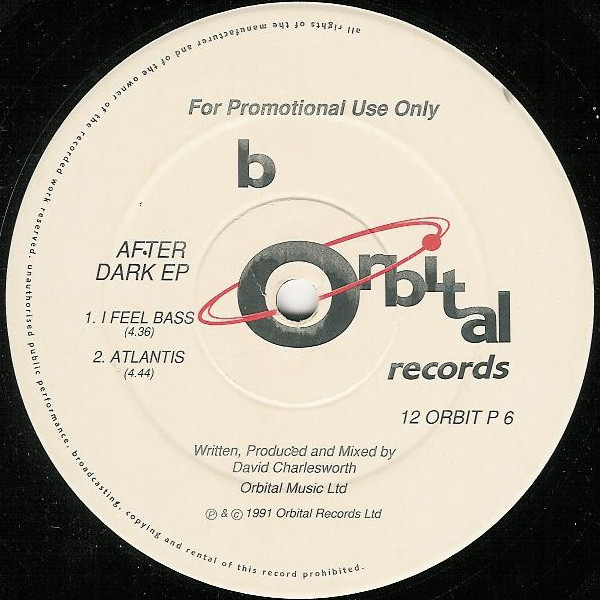 all rights of the manufacturer and of the owner of the recorded work reserved. unauthorised public performance, broadcasting, copying and rental of this record prohibited.
For Promotional Use Only
b
Orbital
records
AFTER
DARK EP
1. I FEEL BASS
(4.36)
2. ATLANTIS
(4.44)
12 ORBIT P 6
Written, Produced and Mixed by
David Charlesworth
Orbital Music Ltd
℗ & © 1991 Orbital Records Ltd